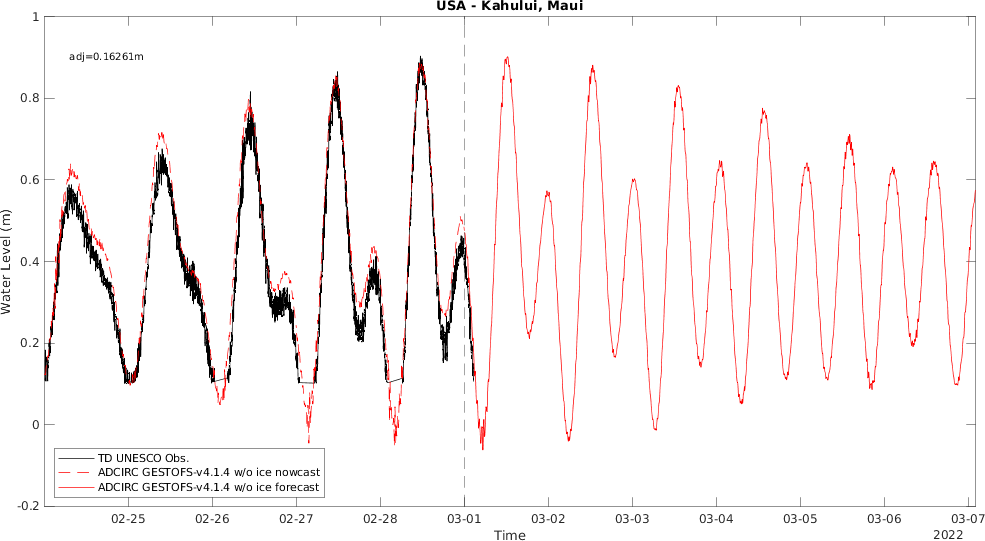 USA - Kahului, Maui
adj=0.16261m
1
0.8
0.6
0.4
0.2
0
-0.2
Water Level (m)
TD UNESCO Obs.
ADCIRC GESTOFS-v4.1.4 w/o ice nowcast
ADCIRC GESTOFS-v4.1.4 w/o ice forecast
02-25 02-26 02-27 02-28 03-01 03-02 03-03 03-04 03-05 03-06 03-07
Time
2022